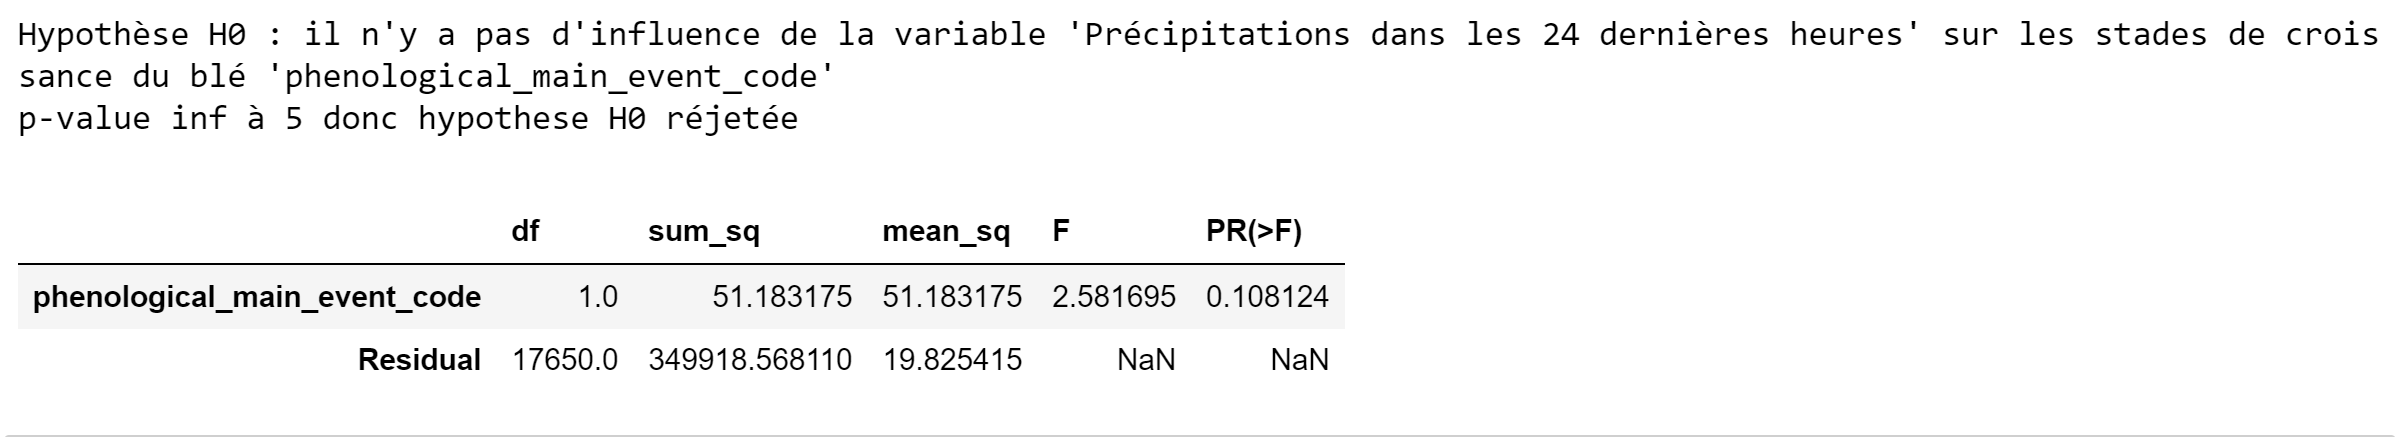 Hypothèse H0 : il n'y a pas d'influence de la variable 'Précipitations dans les 24 dernières heures' sur les stades de crois
sance du blé 'phenological_main_event_code'
p-value inf à 5 donc hypothese H0 réjetée
df sum_sq mean_sq F PR(>F)
phenological_main_event_code 1.0 51.183175 51.183175 2.581695 0.108124
Residual 17650.0 349918.568110 19.825415 NaN NaN